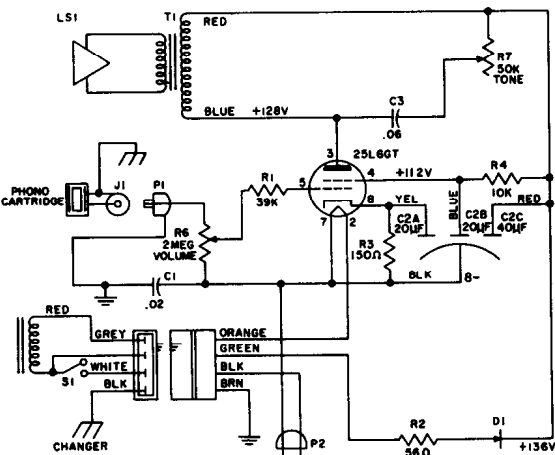 LS1
T1
RED
R7
50K
TONE
C3
.06
BLUE +128V
3
25L6GT
4
+112V
R4
10K
PHONO
CARTRIDGE
J1
P1
R1
39K
5
8
YEL
BLUE
C2B
20µF
RED
C2C
40µF
C2A
20µF
R6
2MEG
VOLUME
7
2
R3
150Ω
C1
.02
BLK
8-
RED
GREY
ORANGE
GREEN
WHITE
S1
BLK
BLK
BRN
CHANGER
P2
R2
56Ω
D1
+136V